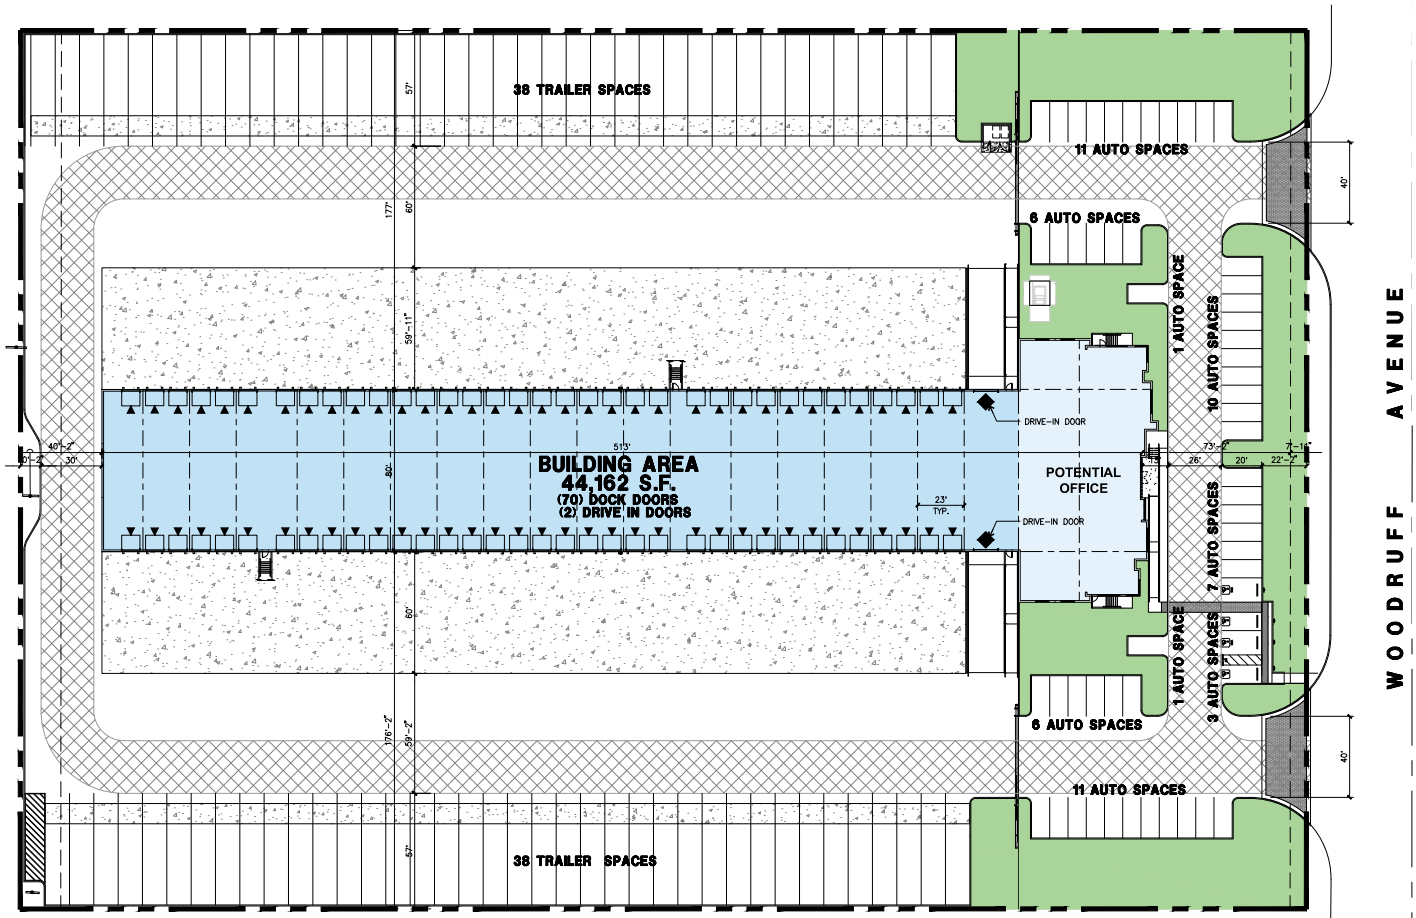 38 TRAILER SPACES
57'
11 AUTO SPACES
40'
177'
60'
6 AUTO SPACES
1 AUTO SPACE
10 AUTO SPACES
59'-11"
WOODRUFF AVENUE
DRIVE-IN DOOR
40'-2"
30'
513'
80'
BUILDING AREA
44,162 S.F.
(70) DOCK DOORS
(2) DRIVE IN DOORS
23'
TYP.
POTENTIAL
OFFICE
73'-2"
26'
20'
22'-2"
DRIVE-IN DOOR
7 AUTO SPACES
60'
1 AUTO SPACE
3 AUTO SPACES
176'-2"
59'-2"
6 AUTO SPACES
40'
11 AUTO SPACES
57'
38 TRAILER SPACES